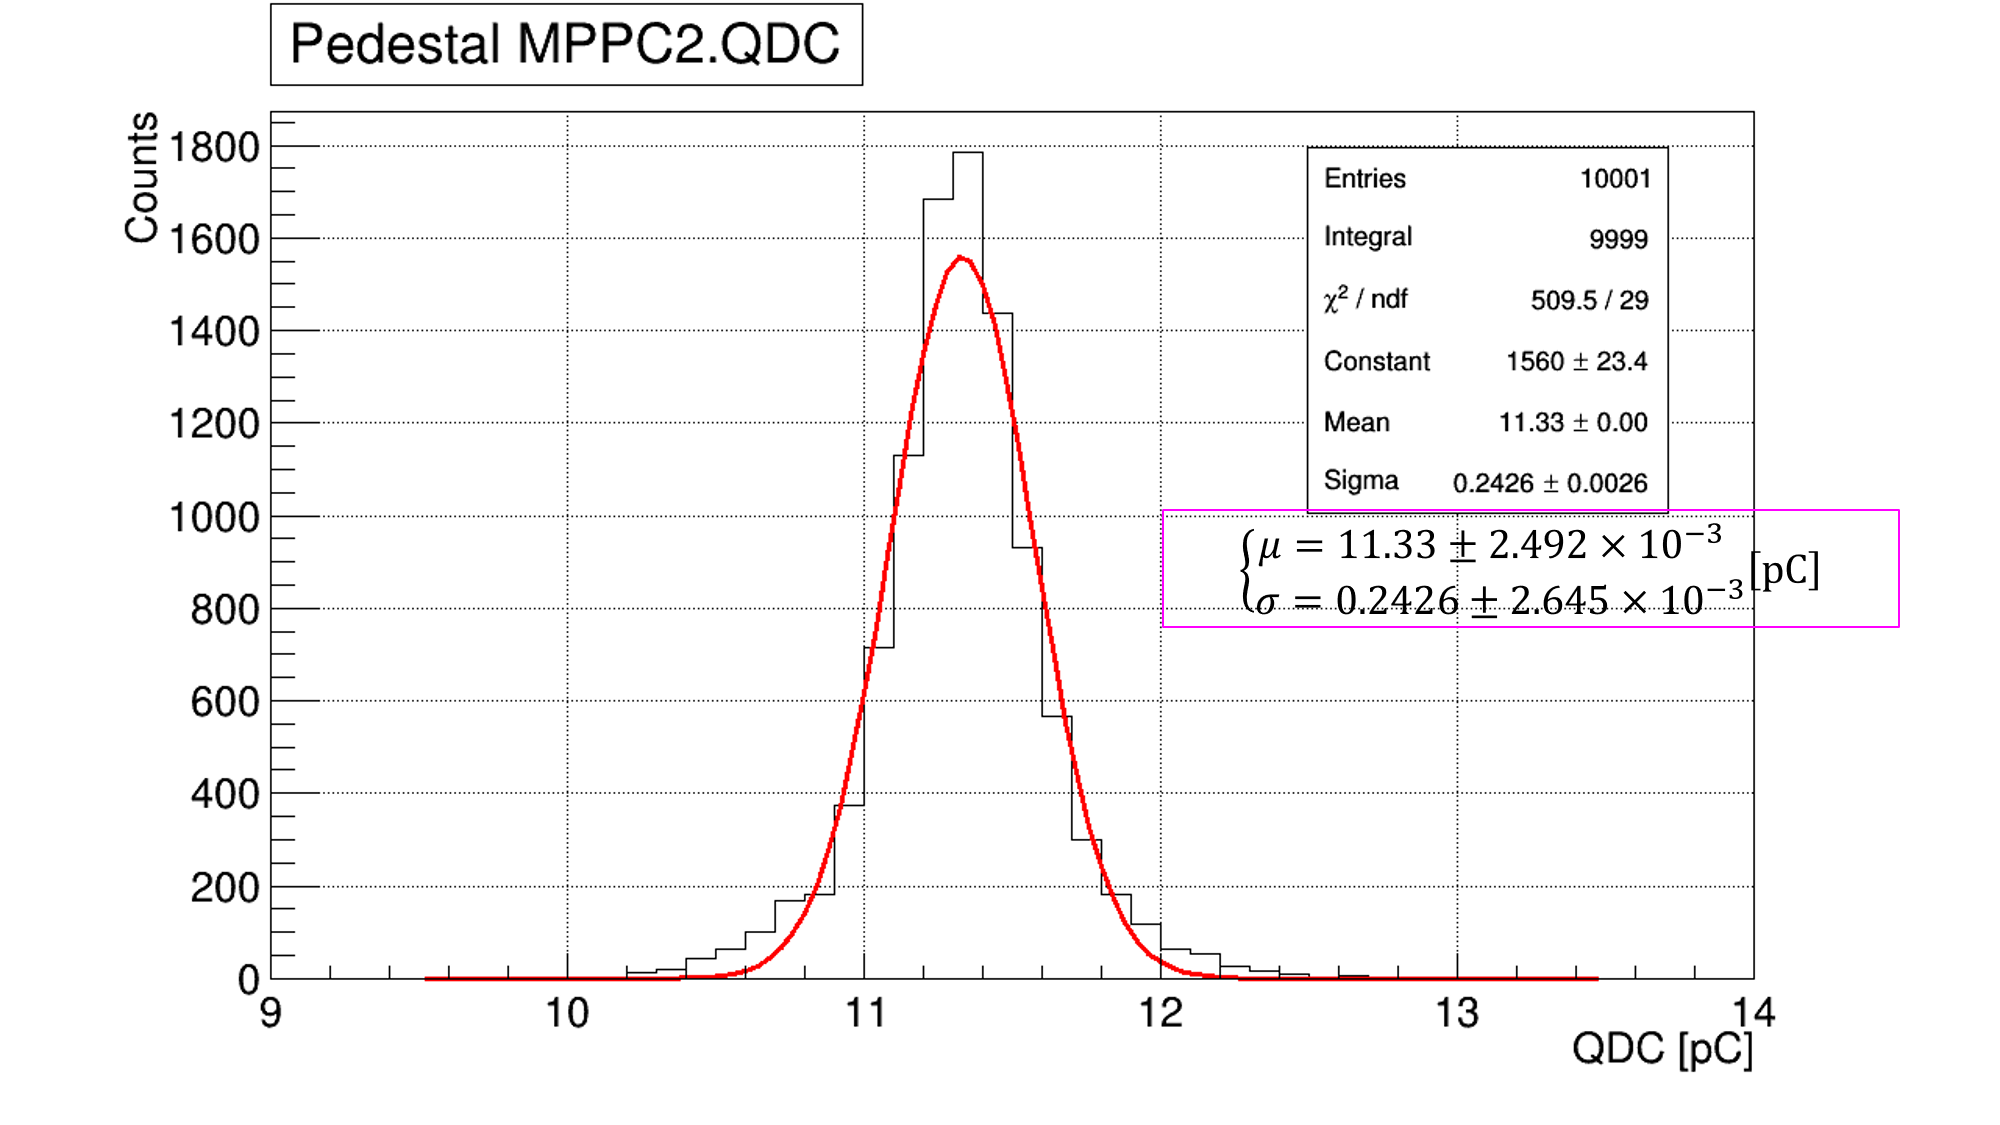 Pedestal MPPC2.QDC
Counts
1800
1600
1400
1200
1000
800
600
400
200
0
Entries 10001
Integral 9999
χ² / ndf 509.5 / 29
Constant 1560 ± 23.4
Mean 11.33 ± 0.00
Sigma 0.2426 ± 0.0026
μ = 11.33 ± 2.492 × 10⁻³
σ = 0.2426 ± 2.645 × 10⁻³
[pC]
9 10 11 12 13 14
QDC [pC]